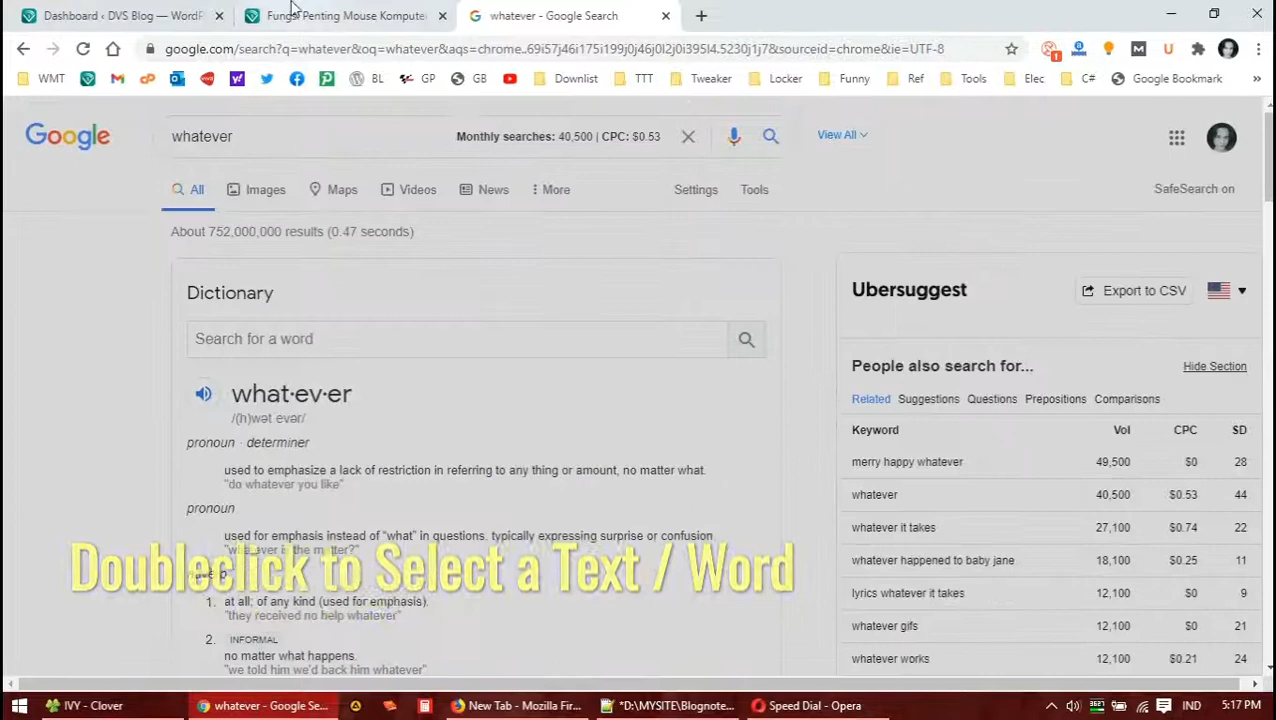 Dashboard ‹ DVS Blog — WordP
Fungsi Penting Mouse Komputer
whatever - Google Search
google.com/search?q=whatever&oq=whatever&aqs=chrome..69i57j46i175i199j0j46j0l2j0i395l4.5230j1j7&sourceid=chrome&ie=UTF-8
WMT
BL
GP
GB
Downlist
TTT
Tweaker
Locker
Funny
Ref
Tools
Elec
C#
Google Bookmark
Google
whatever
Monthly searches: 40,500 | CPC: $0.53
View All
All
Images
Maps
Videos
News
More
Settings
Tools
SafeSearch on
About 752,000,000 results (0.47 seconds)
Dictionary
Search for a word
what·ev·er
/(h)wət evər/
pronoun · determiner
used to emphasize a lack of restriction in referring to any thing or amount, no matter what.
"do whatever you like"
pronoun
used for emphasis instead of "what" in questions, typically expressing surprise or confusion.
"whatever is the matter?"
Doubleclick to Select a Text / Word
1. at all; of any kind (used for emphasis).
"they received no help whatever"
2. INFORMAL
no matter what happens.
"we told him we'd back him whatever"
Ubersuggest
Export to CSV
People also search for...
Hide Section
Related Suggestions Questions Prepositions Comparisons
Keyword Vol CPC SD
merry happy whatever 49,500 $0 28
whatever 40,500 $0.53 44
whatever it takes 27,100 $0.74 22
whatever happened to baby jane 18,100 $0.25 11
lyrics whatever it takes 12,100 $0 9
whatever gifs 12,100 $0 21
whatever works 12,100 $0.21 24
IVY - Clover
whatever - Google Se...
New Tab - Mozilla Fir...
*D:\MYSITE\Blognote...
Speed Dial - Opera
IND
5:17 PM